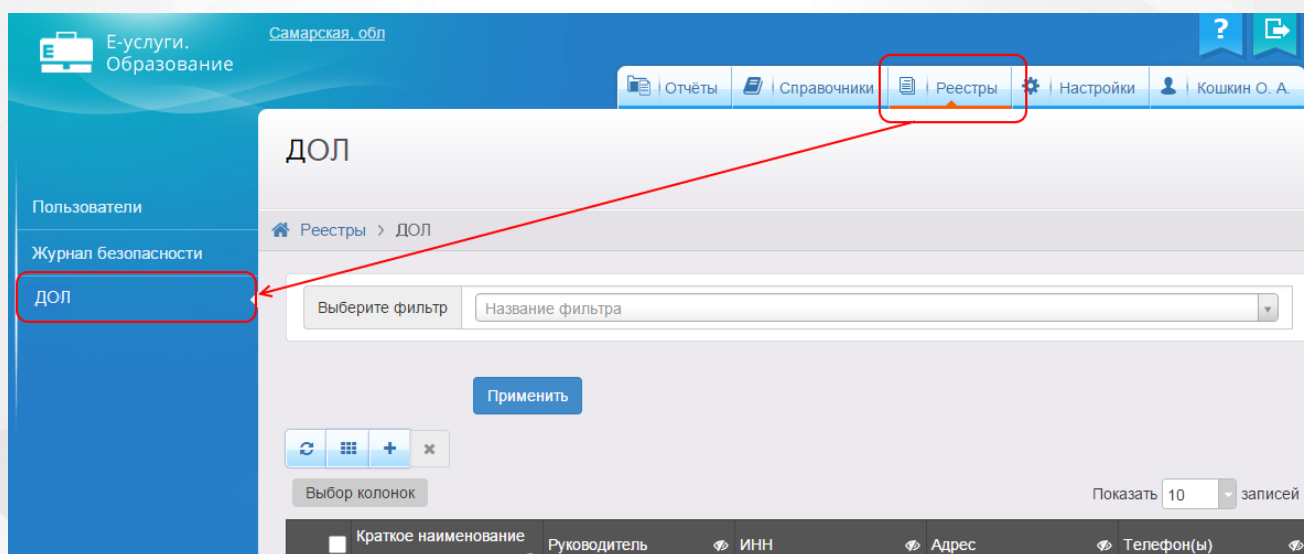 E
Е-услуги.
Образование
Самарская, обл
?
Отчёты
Справочники
Реестры
Настройки
Кошкин О. А.
ДОЛ
Пользователи
Журнал безопасности
ДОЛ
Реестры > ДОЛ
Выберите фильтр
Название фильтра
Применить
Выбор колонок
Показать 10 записей
Краткое наименование
Руководитель
ИНН
Адрес
Телефон(ы)